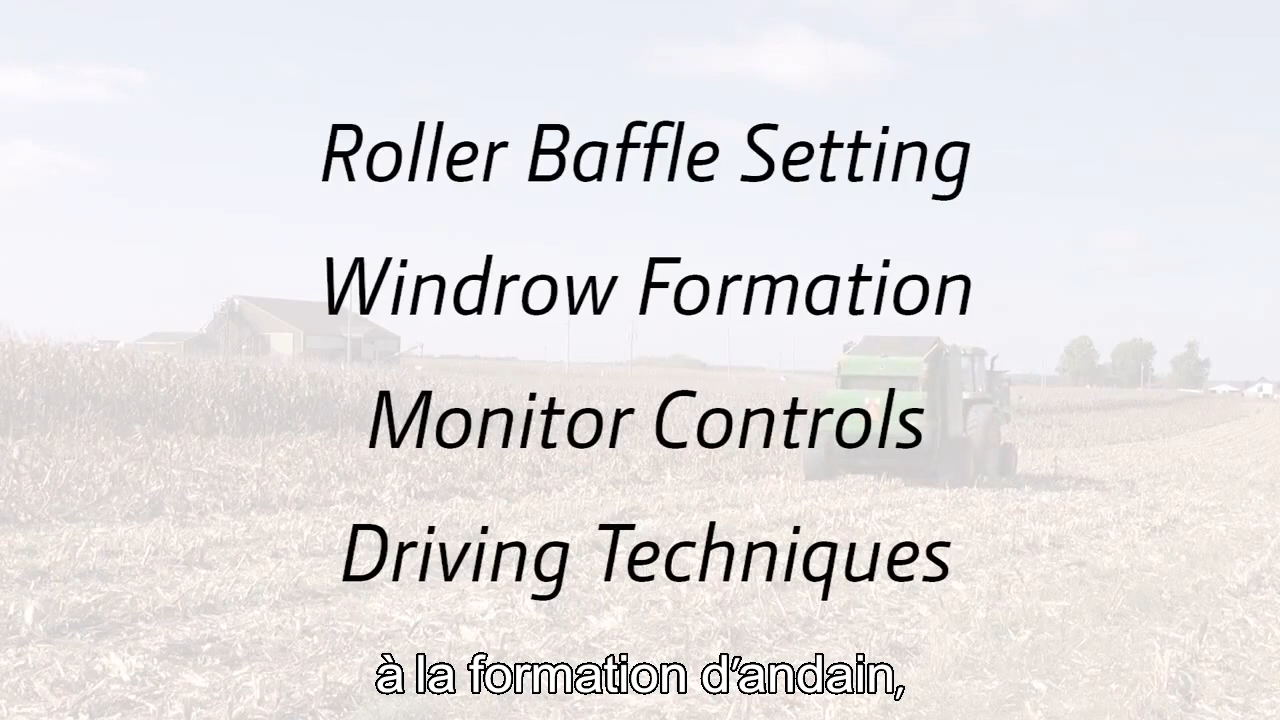 Roller Baffle Setting
Windrow Formation
Monitor Controls
Driving Techniques
à la formation d’andain,